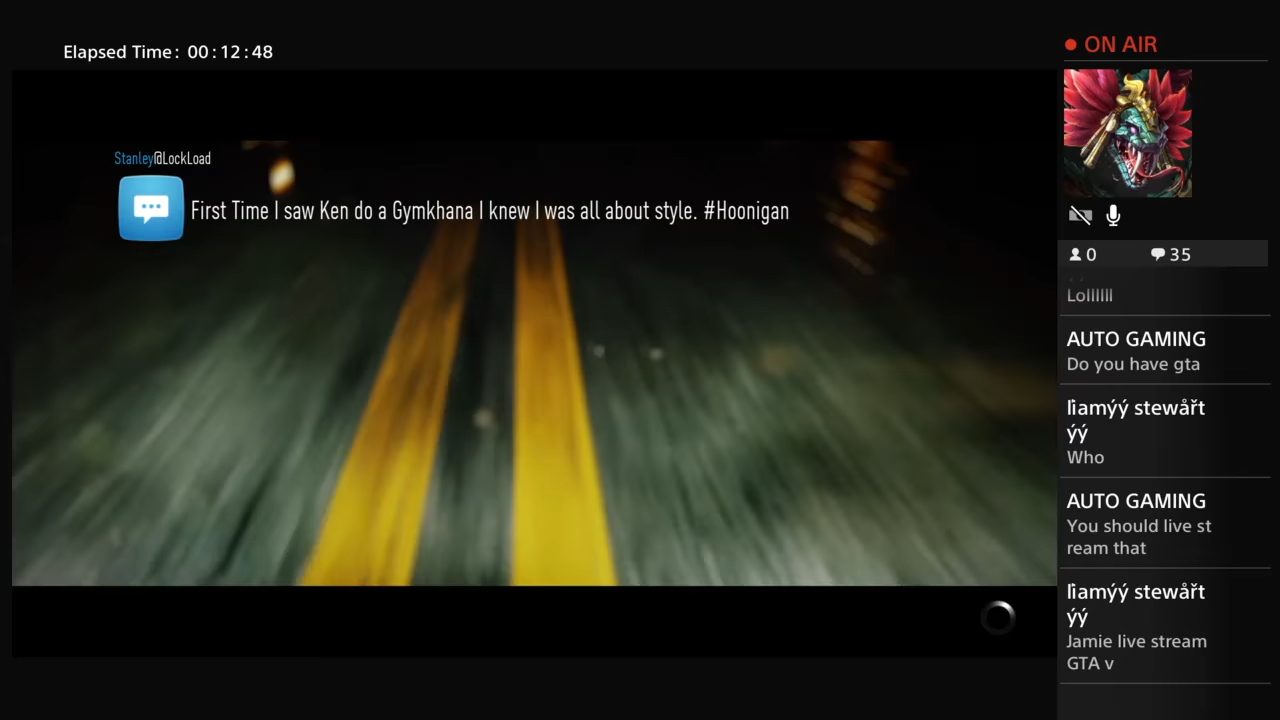 Elapsed Time: 00:12:48
ON AIR
Stanley@LockLoad
First Time I saw Ken do a Gymkhana I knew I was all about style. #Hoonigan
0 35
Lollllll
AUTO GAMING
Do you have gta
ľiamýý stewåřt
ýý
Who
AUTO GAMING
You should live st
ream that
ľiamýý stewåřt
ýý
Jamie live stream
GTA v